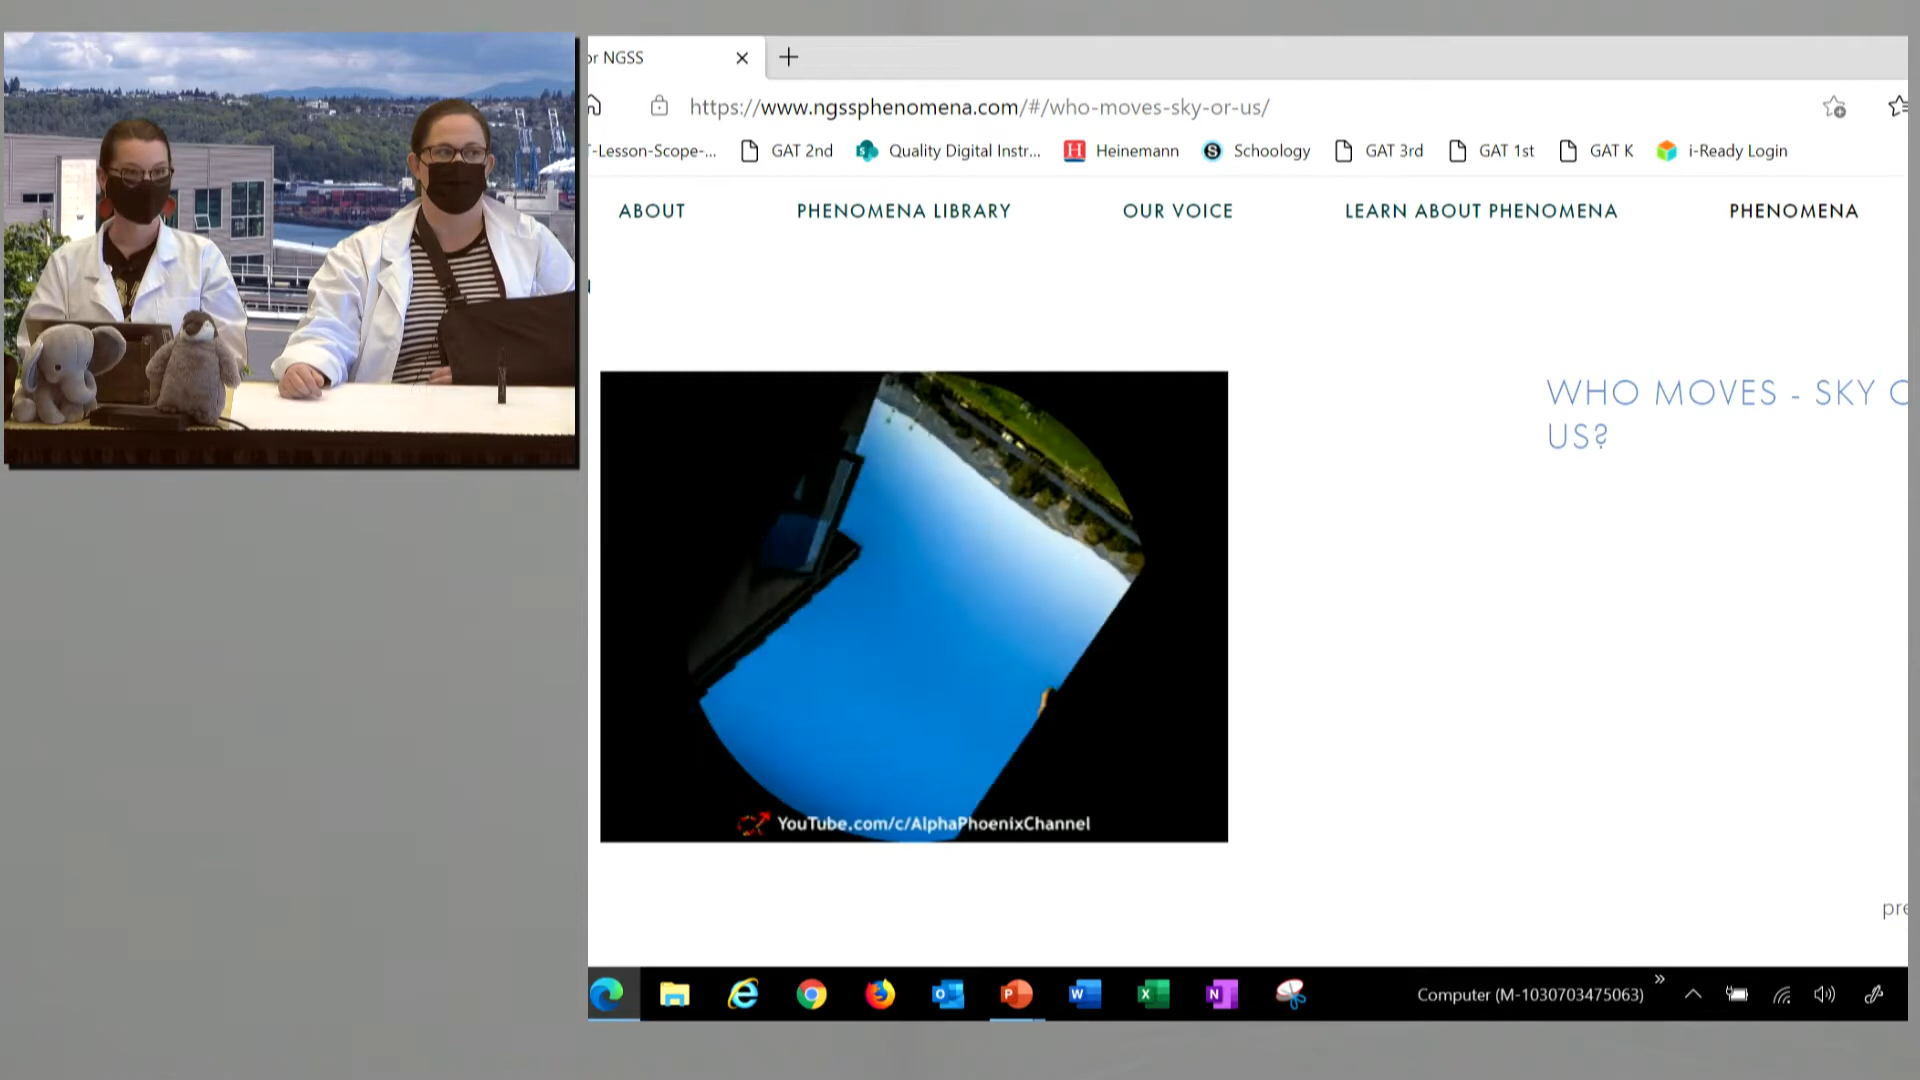 or NGSS
https://www.ngssphenomena.com/#/who-moves-sky-or-us/
-Lesson-Scope-...
GAT 2nd
Quality Digital Instr...
Heinemann
Schoology
GAT 3rd
GAT 1st
GAT K
i-Ready Login
ABOUT
PHENOMENA LIBRARY
OUR VOICE
LEARN ABOUT PHENOMENA
PHENOMENA
WHO MOVES - SKY O
US?
YouTube.com/c/AlphaPhoenixChannel
pre
Computer (M-1030703475063)